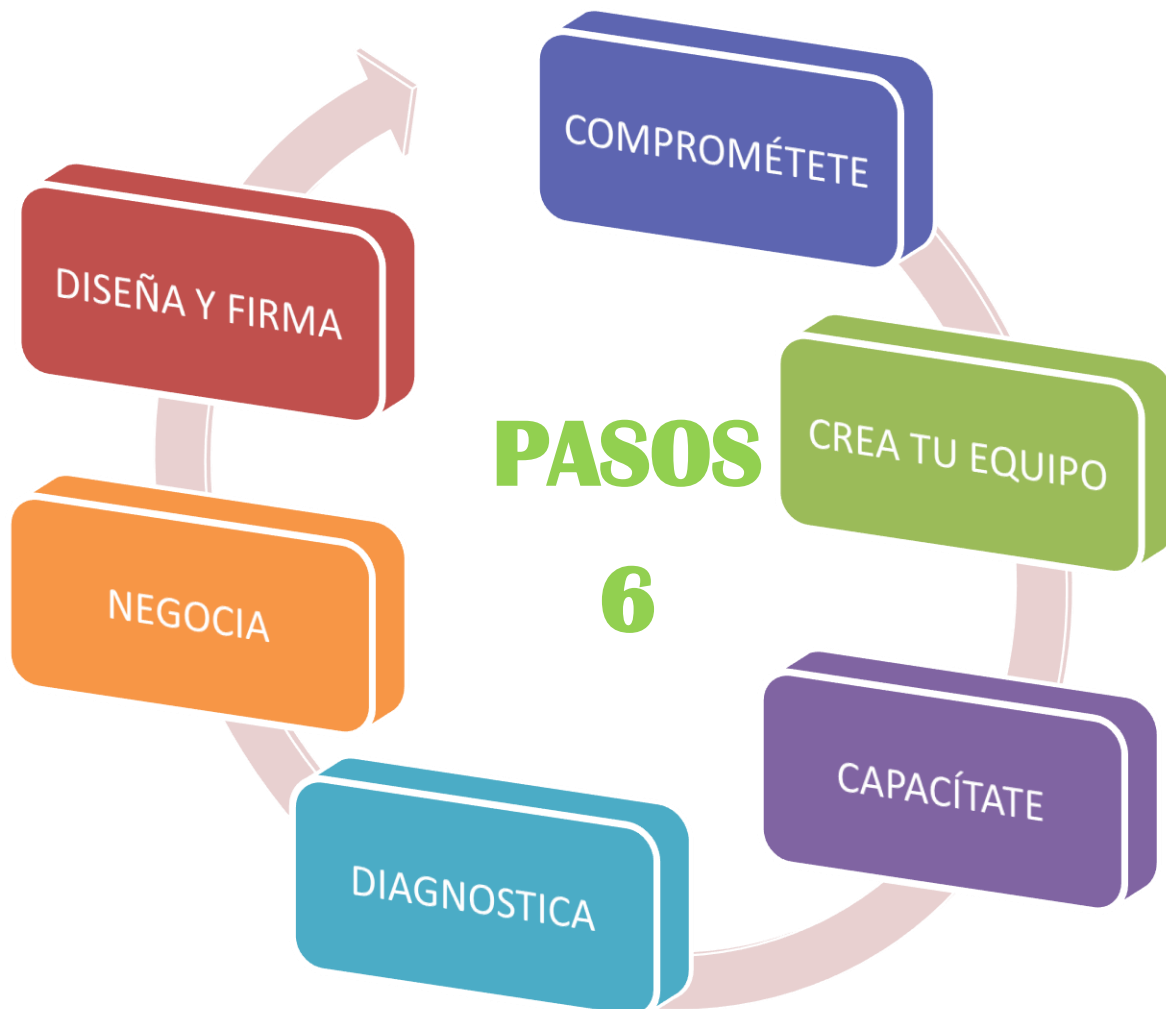 COMPROMÉTETE
CREA TU EQUIPO
CAPACÍTATE
DIAGNOSTICA
NEGOCIA
DISEÑA Y FIRMA
PASOS
6